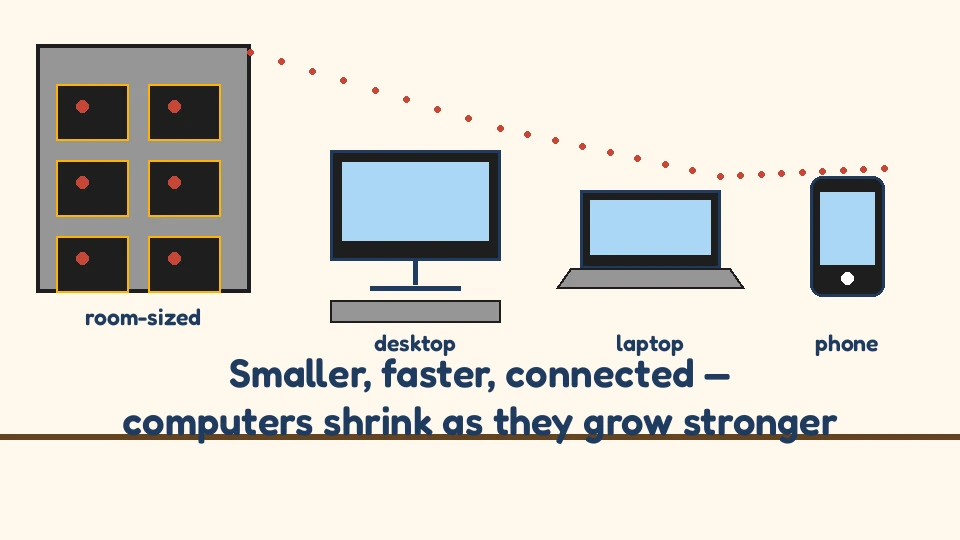 room-sized
desktop
laptop
phone
Smaller, faster, connected —
computers shrink as they grow stronger